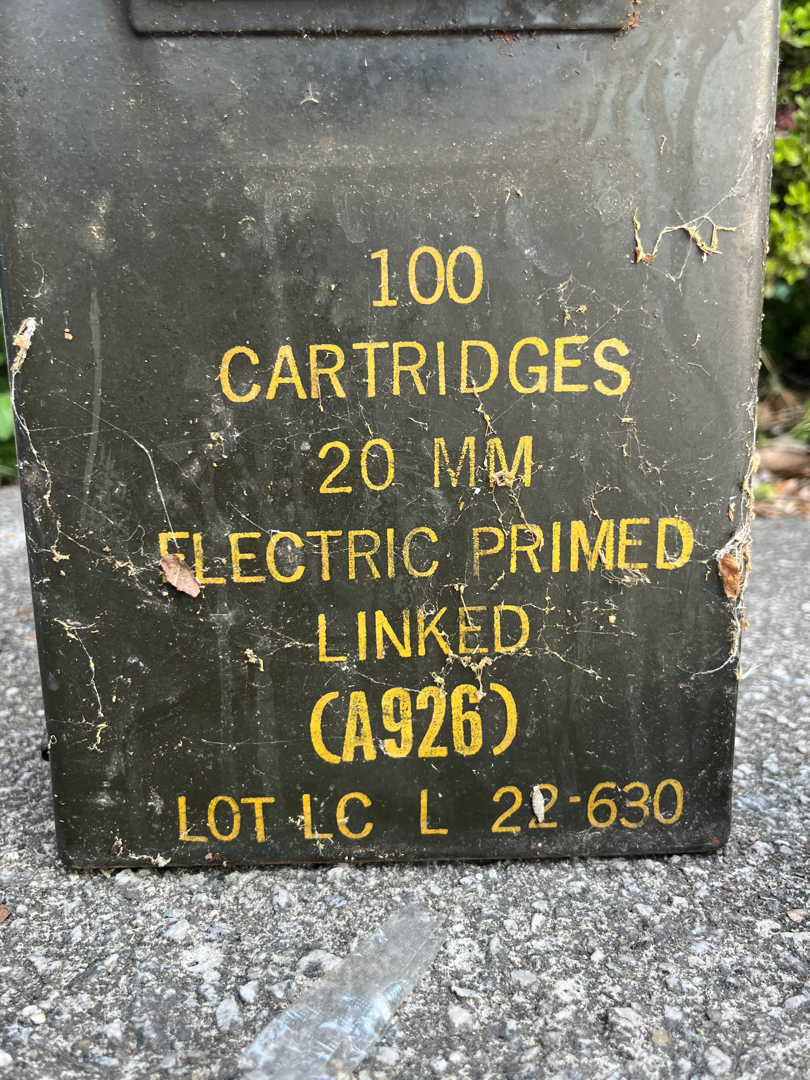 100
CARTRIDGES
20 MM
ELECTRIC PRIMED
LINKED
(A926)
LOT LC L 22-630